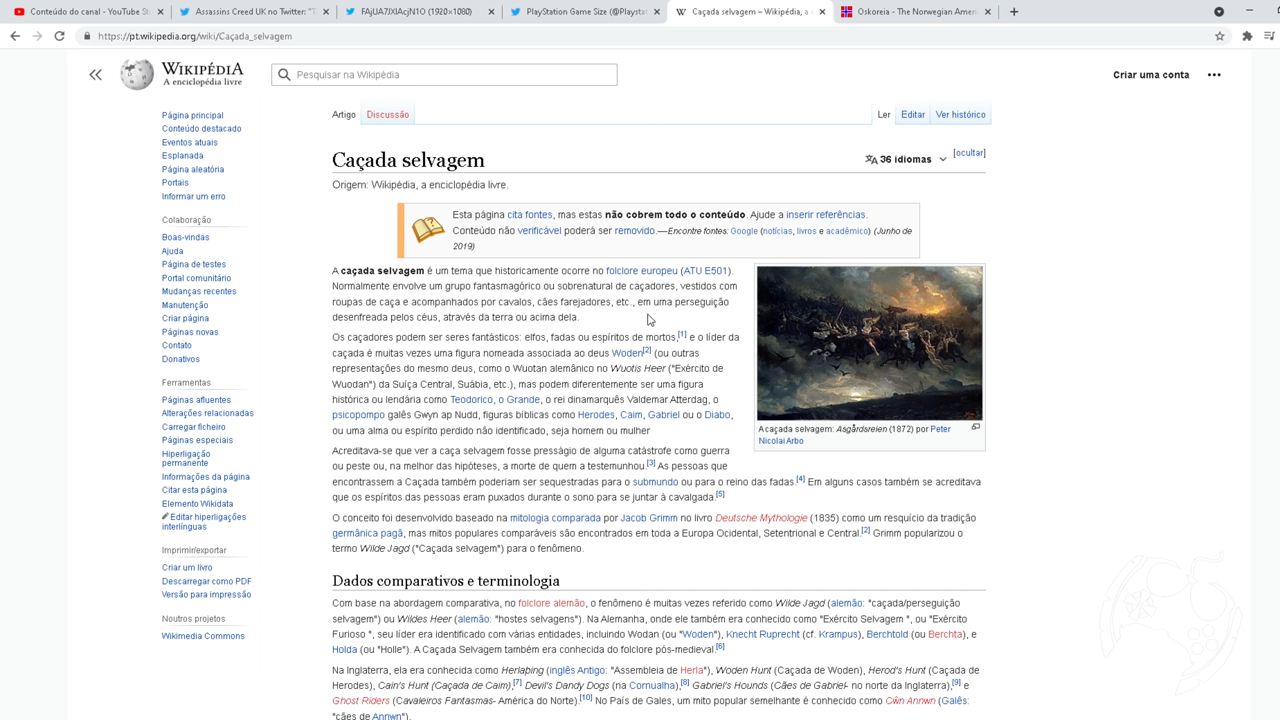 Conteúdo do canal - YouTube St
Assassins Creed UK no Twitter: "T
FAjUA7JXIAcjN1O (1920×1080)
PlayStation Game Size (@Playsta
Caçada selvagem – Wikipédia, a e
Oskoreia - The Norwegian Amer
https://pt.wikipedia.org/wiki/Caçada_selvagem
WIKIPÉDIA
A enciclopédia livre
Pesquisar na Wikipédia
Criar uma conta
Página principal
Conteúdo destacado
Eventos atuais
Esplanada
Página aleatória
Portais
Informar um erro
Colaboração
Boas-vindas
Ajuda
Página de testes
Portal comunitário
Mudanças recentes
Manutenção
Criar página
Páginas novas
Contato
Donativos
Ferramentas
Páginas afluentes
Alterações relacionadas
Carregar ficheiro
Páginas especiais
Hiperligação
permanente
Informações da página
Citar esta página
Elemento Wikidata
Editar hiperligações
interlínguas
Imprimir/exportar
Criar um livro
Descarregar como PDF
Versão para impressão
Noutros projetos
Wikimedia Commons
Artigo Discussão Ler Editar Ver histórico
Caçada selvagem
36 idiomas [ocultar]
Origem: Wikipédia, a enciclopédia livre.
Esta página cita fontes, mas estas não cobrem todo o conteúdo. Ajude a inserir referências.
Conteúdo não verificável poderá ser removido.—Encontre fontes: Google (notícias, livros e acadêmico) (Junho de
2019)
A caçada selvagem é um tema que historicamente ocorre no folclore europeu (ATU E501).
Normalmente envolve um grupo fantasmagórico ou sobrenatural de caçadores, vestidos com
roupas de caça e acompanhados por cavalos, cães farejadores, etc., em uma perseguição
desenfreada pelos céus, através da terra ou acima dela.
Os caçadores podem ser seres fantásticos: elfos, fadas ou espíritos de mortos,[1] e o líder da
caçada é muitas vezes uma figura nomeada associada ao deus Woden[2] (ou outras
representações do mesmo deus, como o Wuotan alemânico no Wuotis Heer ("Exército de
Wuodan") da Suíça Central, Suábia, etc.), mas podem diferentemente ser uma figura
histórica ou lendária como Teodorico, o Grande, o rei dinamarquês Valdemar Atterdag, o
psicopompo galês Gwyn ap Nudd, figuras bíblicas como Herodes, Caim, Gabriel ou o Diabo,
ou uma alma ou espírito perdido não identificado, seja homem ou mulher
A caçada selvagem: Asgårdsreien (1872) por Peter
Nicolai Arbo
Acreditava-se que ver a caça selvagem fosse presságio de alguma catástrofe como guerra
ou peste ou, na melhor das hipóteses, a morte de quem a testemunhou.[3] As pessoas que
encontrassem a Caçada também poderiam ser sequestradas para o submundo ou para o reino das fadas.[4] Em alguns casos também se acreditava
que os espíritos das pessoas eram puxados durante o sono para se juntar à cavalgada.[5]
O conceito foi desenvolvido baseado na mitologia comparada por Jacob Grimm no livro Deutsche Mythologie (1835) como um resquício da tradição
germânica pagã, mas mitos populares comparáveis são encontrados em toda a Europa Ocidental, Setentrional e Central.[2] Grimm popularizou o
termo Wilde Jagd ("Caçada selvagem") para o fenômeno.
Dados comparativos e terminologia
Com base na abordagem comparativa, no folclore alemão, o fenômeno é muitas vezes referido como Wilde Jagd (alemão: "caçada/perseguição
selvagem") ou Wildes Heer (alemão: "hostes selvagens"). Na Alemanha, onde ele também era conhecido como "Exército Selvagem ", ou "Exército
Furioso ", seu líder era identificado com várias entidades, incluindo Wodan (ou "Woden"), Knecht Ruprecht (cf. Krampus), Berchtold (ou Berchta), e
Holda (ou "Holle"). A Caçada Selvagem também era conhecida do folclore pós-medieval.[6]
Na Inglaterra, ela era conhecida como Herlaþing (inglês Antigo: "Assembleia de Herla"), Woden Hunt (Caçada de Woden), Herod's Hunt (Caçada de
Herodes), Cain's Hunt (Caçada de Caim),[7] Devil's Dandy Dogs (na Cornualha),[8] Gabriel's Hounds (Cães de Gabriel- no norte da Inglaterra),[9] e
Ghost Riders (Cavaleiros Fantasmas- América do Norte).[10] No País de Gales, um mito popular semelhante é conhecido como Cŵn Annwn (Galês:
"cães de Annwn").